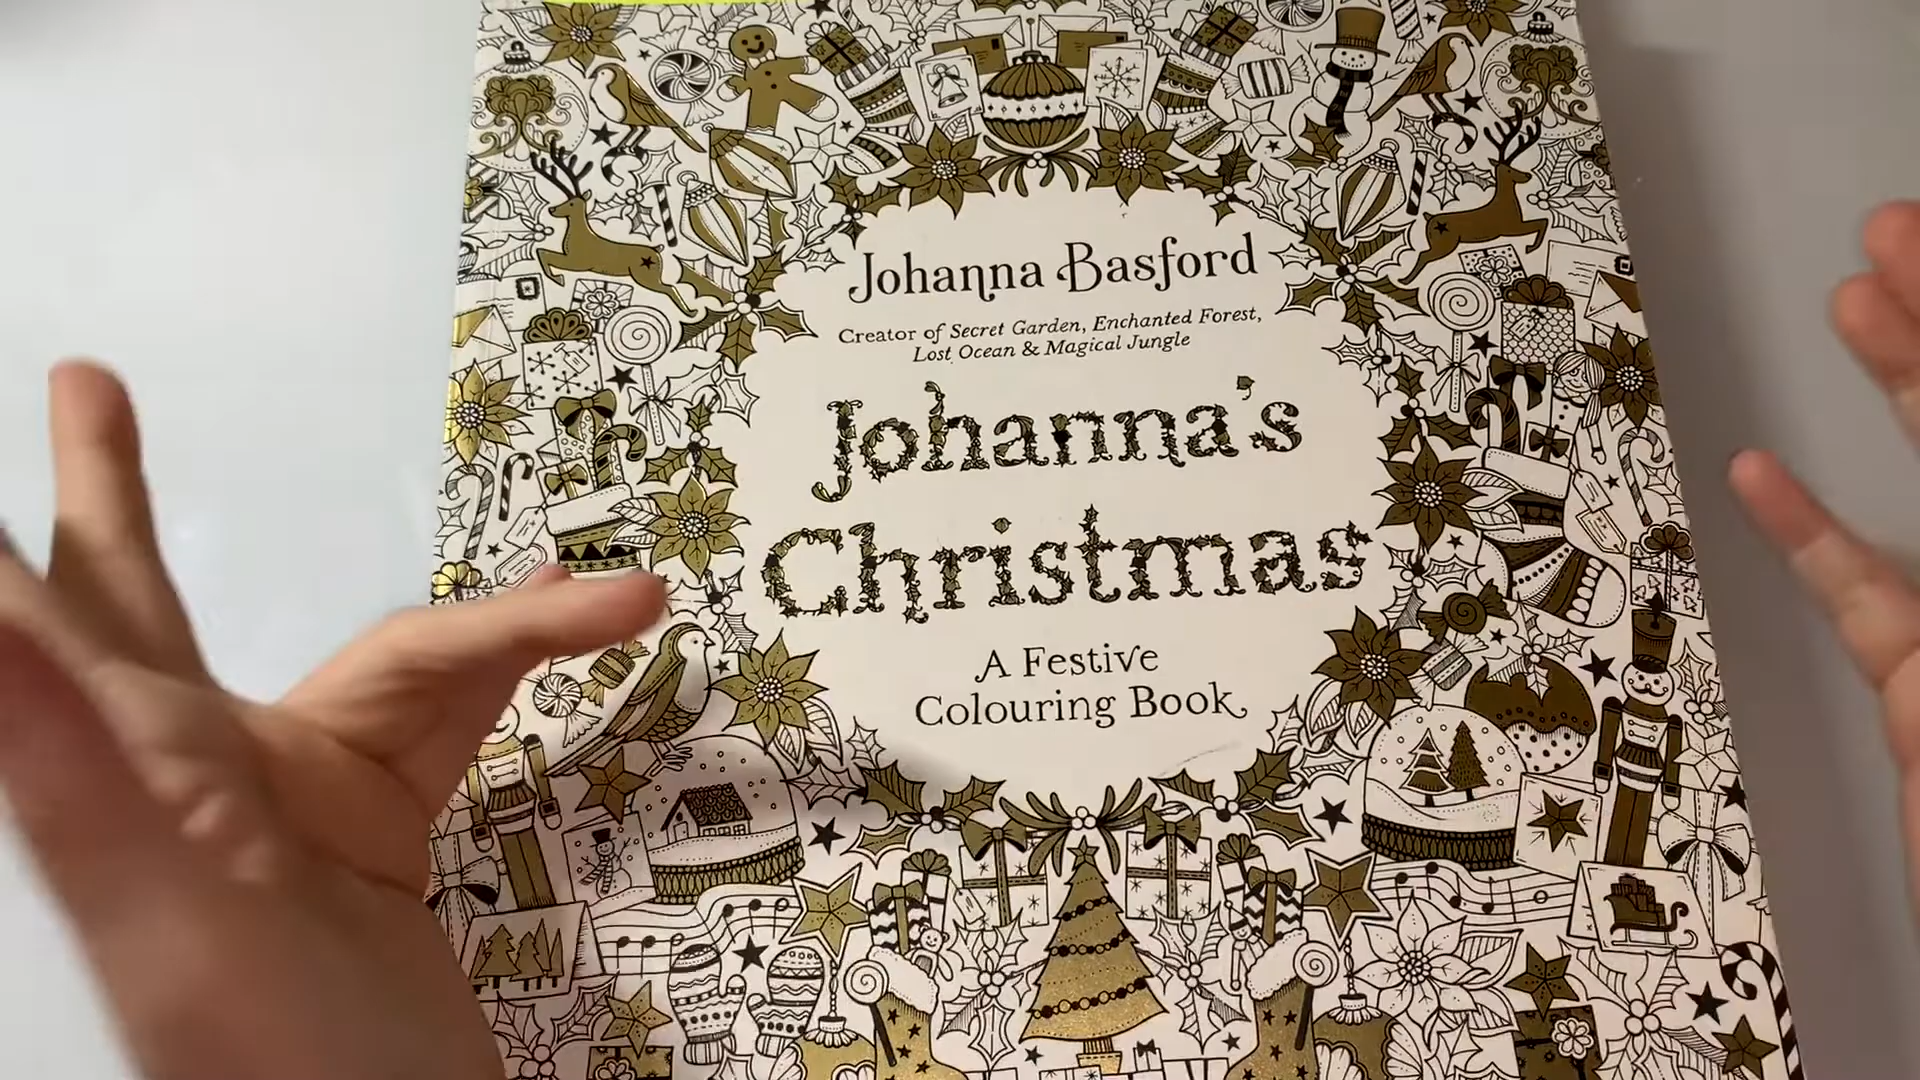 Johanna Basford
Creator of Secret Garden, Enchanted Forest,
Lost Ocean & Magical Jungle
Johanna's
Christmas
A Festive
Colouring Book